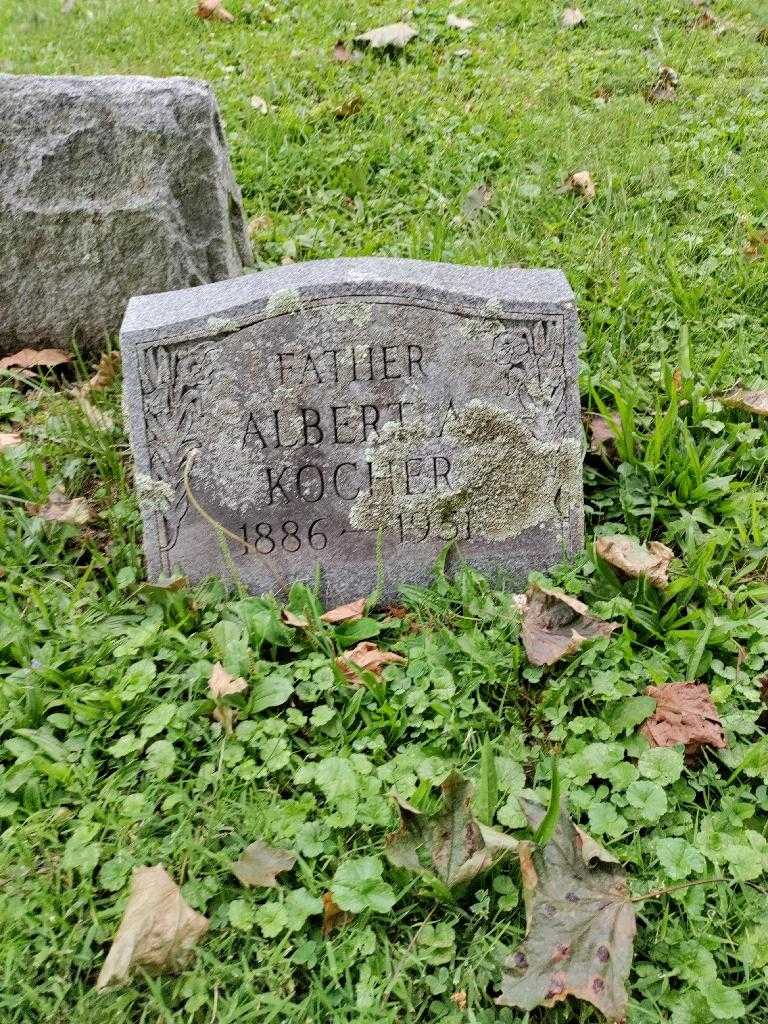 FATHER
ALBERT A
KOCHER
1886 — 1951